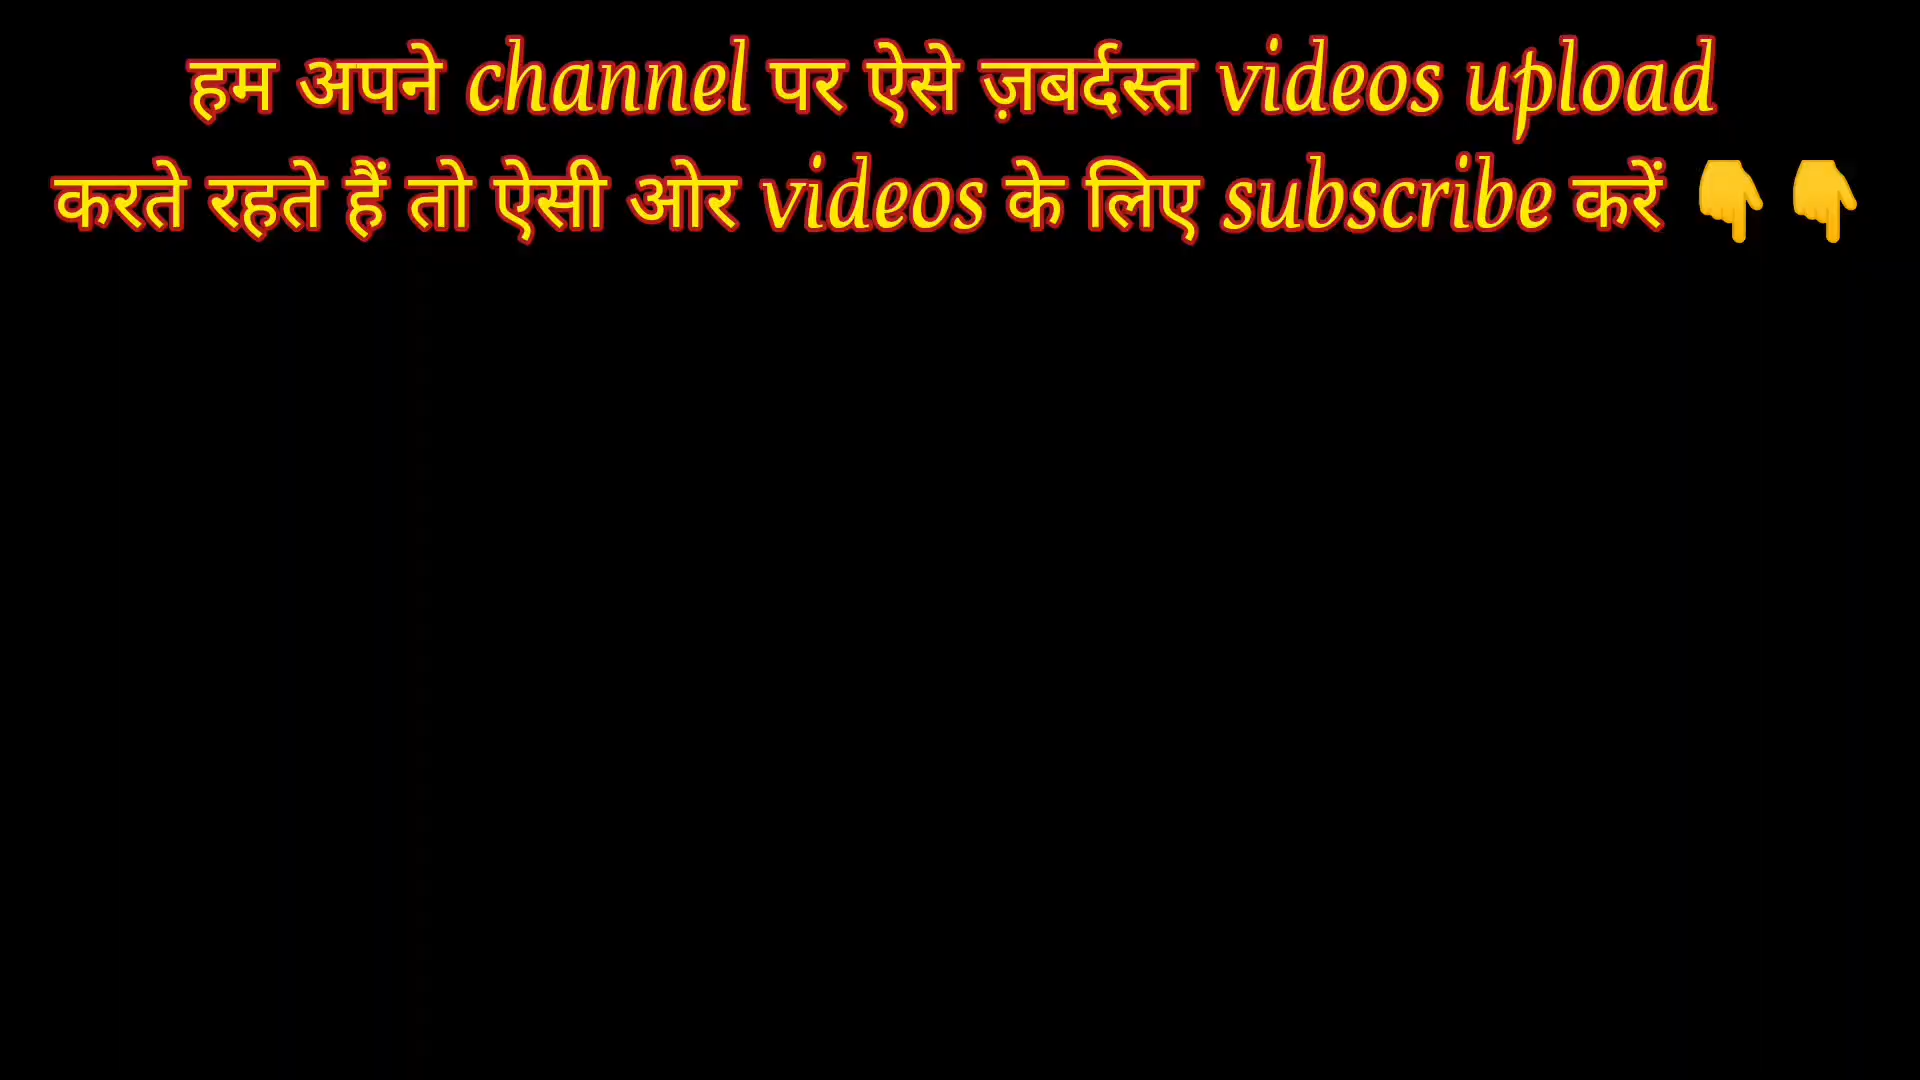 हम अपने channel पर ऐसे ज़बर्दस्त videos upload
करते रहते हैं तो ऐसी ओर videos के लिए subscribe करें 👇👇